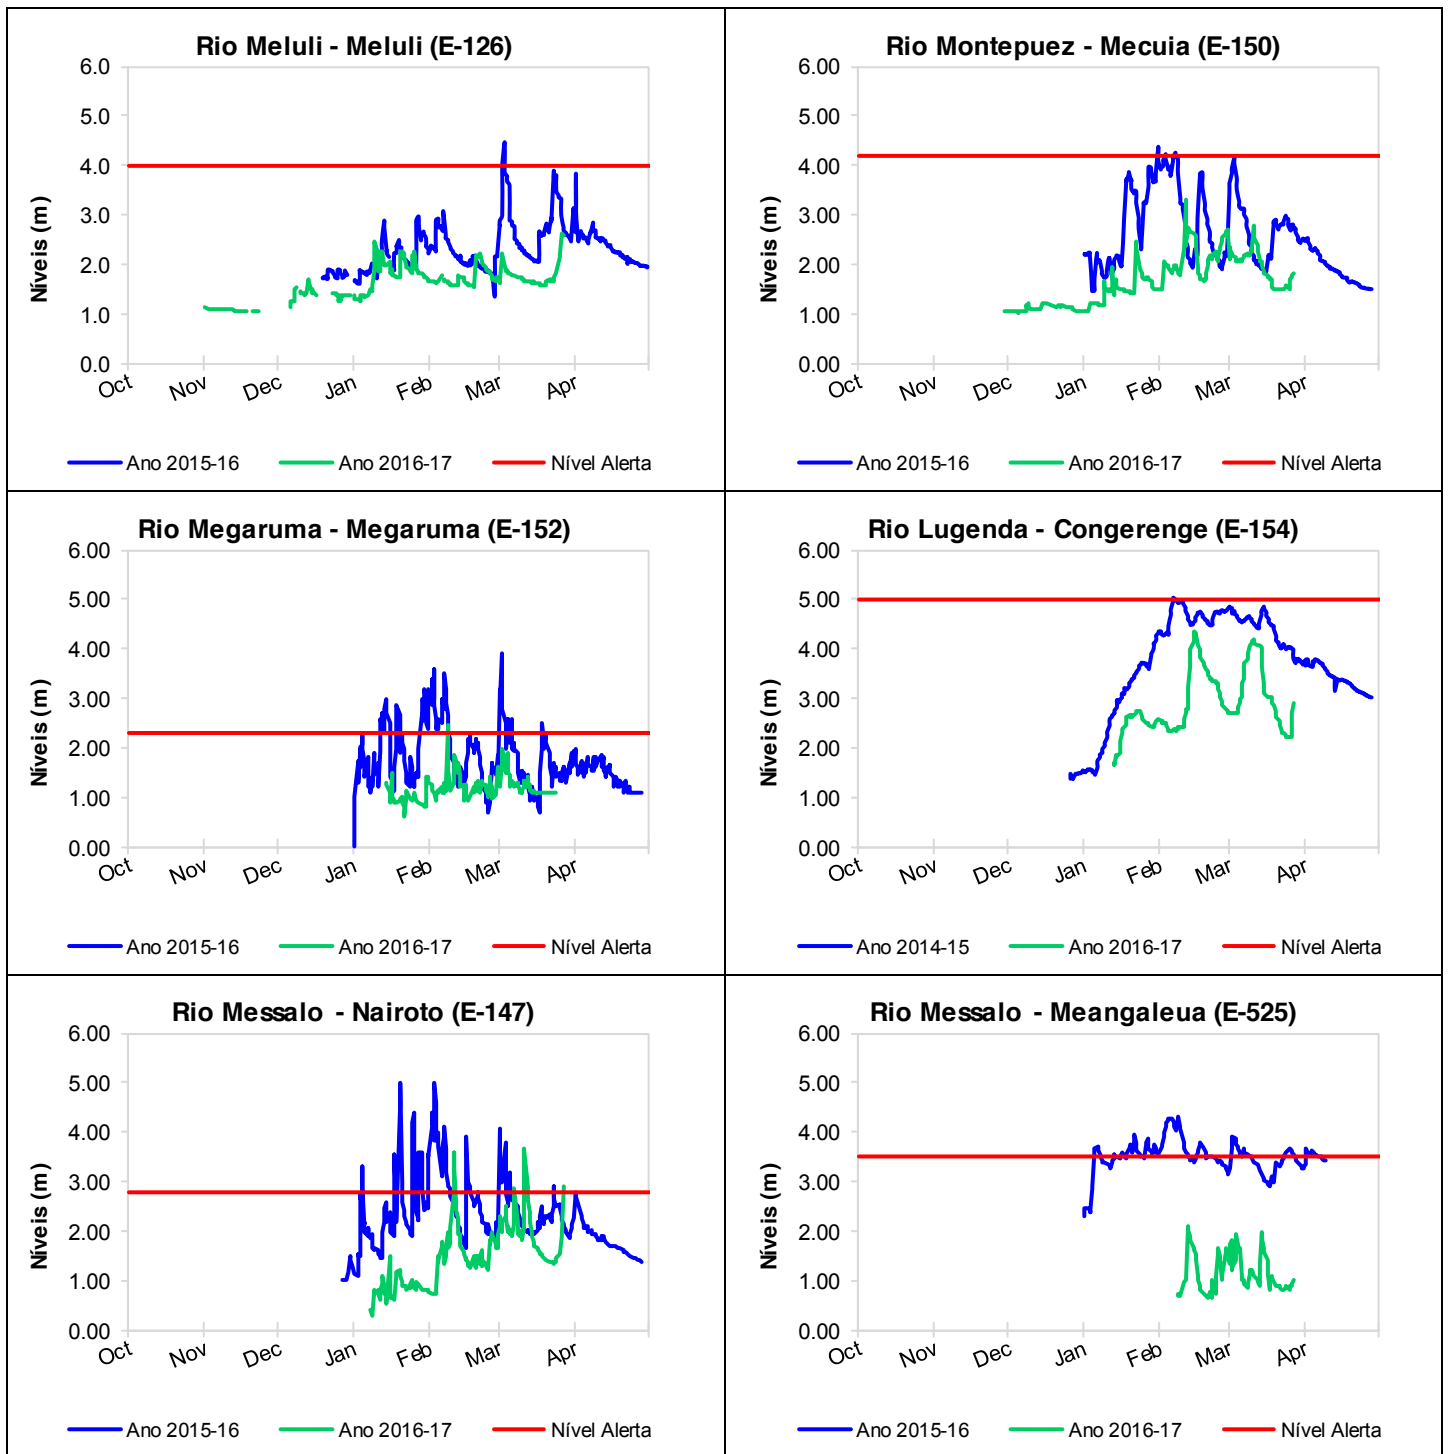 Rio Meluli - Meluli (E-126)
6.0
5.0
4.0
3.0
2.0
1.0
0.0
Níveis (m)
Oct Nov Dec Jan Feb Mar Apr
Ano 2015-16 Ano 2016-17 Nível Alerta
Rio Montepuez - Mecuia (E-150)
6.00
5.00
4.00
3.00
2.00
1.00
0.00
Oct Nov Dec Jan Feb Mar Apr
Ano 2015-16 Ano 2016-17 Nível Alerta
Rio Megaruma - Megaruma (E-152)
6.00
5.00
4.00
3.00
2.00
1.00
0.00
Níveis (m)
Oct Nov Dec Jan Feb Mar Apr
Ano 2015-16 Ano 2016-17 Nível Alerta
Rio Lugenda - Congerenge (E-154)
6.00
5.00
4.00
3.00
2.00
1.00
0.00
Oct Nov Dec Jan Feb Mar Apr
Ano 2014-15 Ano 2016-17 Nível Alerta
Rio Messalo - Nairoto (E-147)
6.00
5.00
4.00
3.00
2.00
1.00
0.00
Níveis (m)
Oct Nov Dec Jan Feb Mar Apr
Ano 2015-16 Ano 2016-17 Nível Alerta
Rio Messalo - Meangaleua (E-525)
6.00
5.00
4.00
3.00
2.00
1.00
0.00
Oct Nov Dec Jan Feb Mar Apr
Ano 2015-16 Ano 2016-17 Nível Alerta